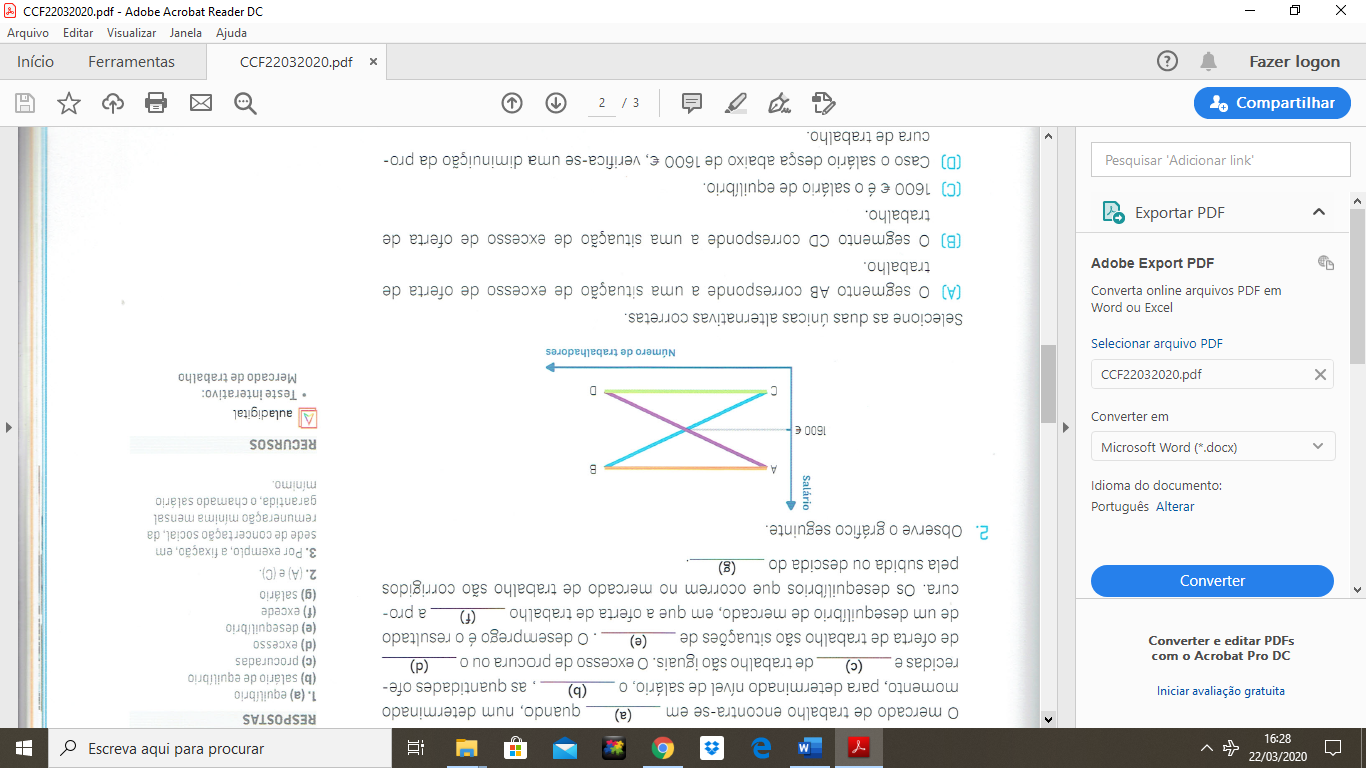 CCF22032020.pdf - Adobe Acrobat Reader DC
Arquivo Editar Visualizar Janela Ajuda
Início Ferramentas CCF22032020.pdf × Fazer logon
2 / 3 Compartilhar
O mercado de trabalho encontra-se em (a) quando, num determinado
momento, para determinado nível de salário, o (b) , as quantidades ofe-
recidas e (c) de trabalho são iguais. O excesso de procura ou o (d)
de oferta de trabalho são situações de (e) . O desemprego é o resultado
de um desequilíbrio de mercado, em que a oferta de trabalho (f) a pro-
cura. Os desequilíbrios que ocorrem no mercado de trabalho são corrigidos
pela subida ou descida do (g) .
2. Observe o gráfico seguinte.
Salário
A B
1600 €
C D
Número de trabalhadores
Selecione as duas únicas alternativas corretas.
(A) O segmento AB corresponde a uma situação de excesso de oferta de
trabalho.
(B) O segmento CD corresponde a uma situação de excesso de oferta de
trabalho.
(C) 1600 € é o salário de equilíbrio.
(D) Caso o salário desça abaixo de 1600 €, verifica-se uma diminuição da pro-
cura de trabalho.
RESPOSTAS
1. (a) equilíbrio
(b) salário de equilíbrio
(c) procuradas
(d) excesso
(e) desequilíbrio
(f) excede
(g) salário
2. (A) e (C).
3. Por exemplo, a fixação, em
sede de concertação social, da
remuneração mínima mensal
garantida, o chamado salário
mínimo.
RECURSOS
auladigital
• Teste interativo:
Mercado de trabalho
Pesquisar 'Adicionar link'
Exportar PDF
Adobe Export PDF
Converta online arquivos PDF em
Word ou Excel
Selecionar arquivo PDF
CCF22032020.pdf
Converter em
Microsoft Word (*.docx)
Idioma do documento:
Português Alterar
Converter
Converter e editar PDFs
com o Acrobat Pro DC
Iniciar avaliação gratuita
Escreva aqui para procurar
16:28
22/03/2020